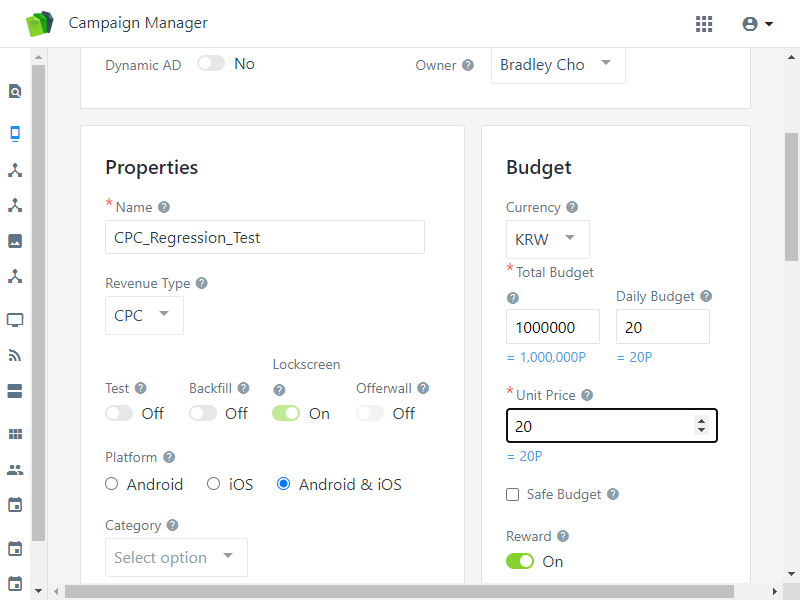 Campaign Manager
Dynamic AD No
Owner Bradley Cho
Properties
* Name
CPC_Regression_Test
Revenue Type
CPC
Lockscreen
Test Backfill Offerwall
Off Off On Off
Platform
Android iOS Android & iOS
Category
Select option
Budget
Currency
KRW
* Total Budget
Daily Budget
1000000 20
= 1,000,000P = 20P
* Unit Price
20
= 20P
Safe Budget
Reward
On